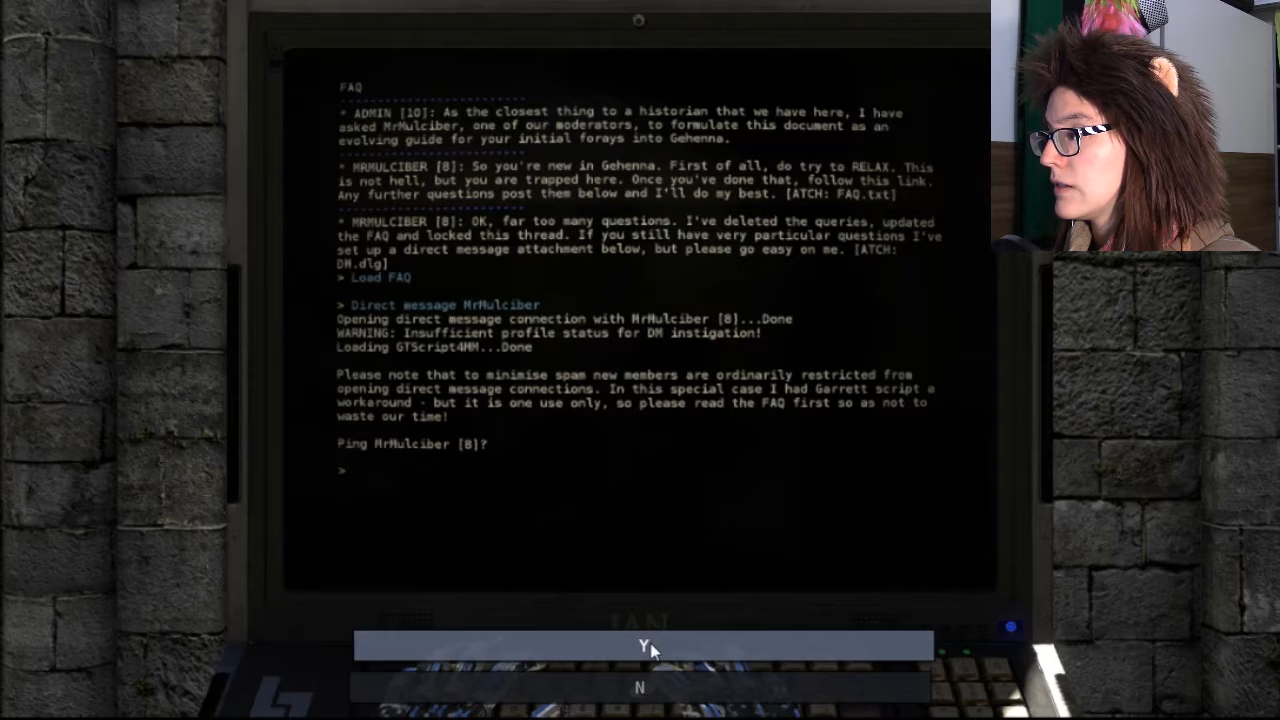 FAQ
* ADMIN [10]: As the closest thing to a historian that we have here, I have
asked MrMulciber, one of our moderators, to formulate this document as an
evolving guide for your initial forays into Gehenna.
* MRMULCIBER [8]: So you're new in Gehenna. First of all, do try to RELAX. This
is not hell, but you are trapped here. Once you've done that, follow this link.
Any further questions post them below and I'll do my best. [ATCH: FAQ.txt]
* MRMULCIBER [8]: OK, far too many questions. I've deleted the queries, updated
the FAQ and locked this thread. If you still have very particular questions I've
set up a direct message attachment below, but please go easy on me. [ATCH:
DM.dlg]
> Load FAQ
> Direct message MrMulciber
Opening direct message connection with MrMulciber [8]...Done
WARNING: Insufficient profile status for DM instigation!
Loading GTScript4MM...Done
Please note that to minimise spam new members are ordinarily restricted from
opening direct message connections. In this special case I had Garrett script a
workaround - but it is one use only, so please read the FAQ first so as not to
waste our time!
Ping MrMulciber [8]?
>
IAN
Y
N